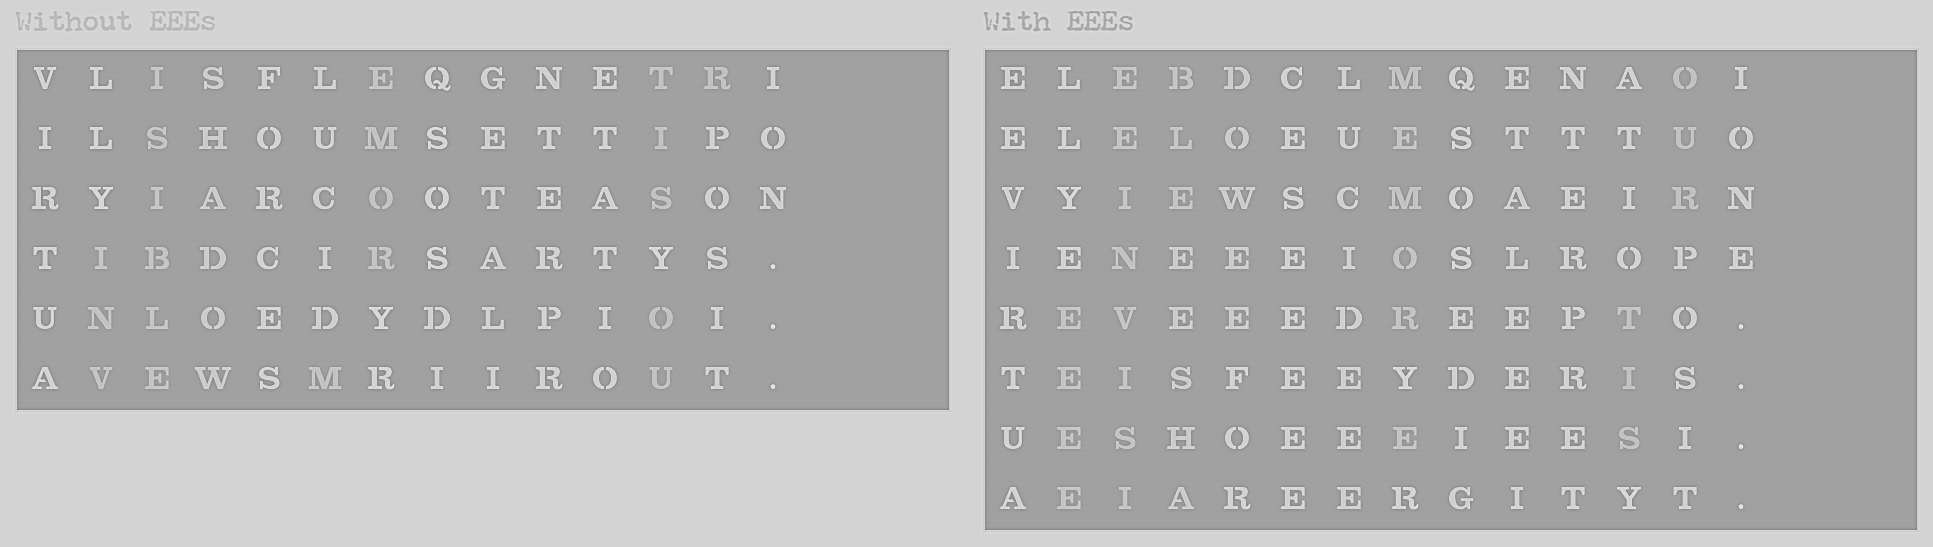 Without EEEs
V L I S F L E Q G N E T R I
I L S H O U M S E T T I P O
R Y I A R C O O T E A S O N
T I B D C I R S A R T Y S .
U N L O E D Y D L P I O I .
A V E W S M R I I R O U T .
With EEEs
E L E B D C L M Q E N A O I
E L E L O E U E S T T T U O
V Y I E W S C M O A E I R N
I E N E E E I O S L R O P E
R E V E E E D R E E P T O .
T E I S F E E Y D E R I S .
U E S H O E E E I E E S I .
A E I A R E E R G I T Y T .